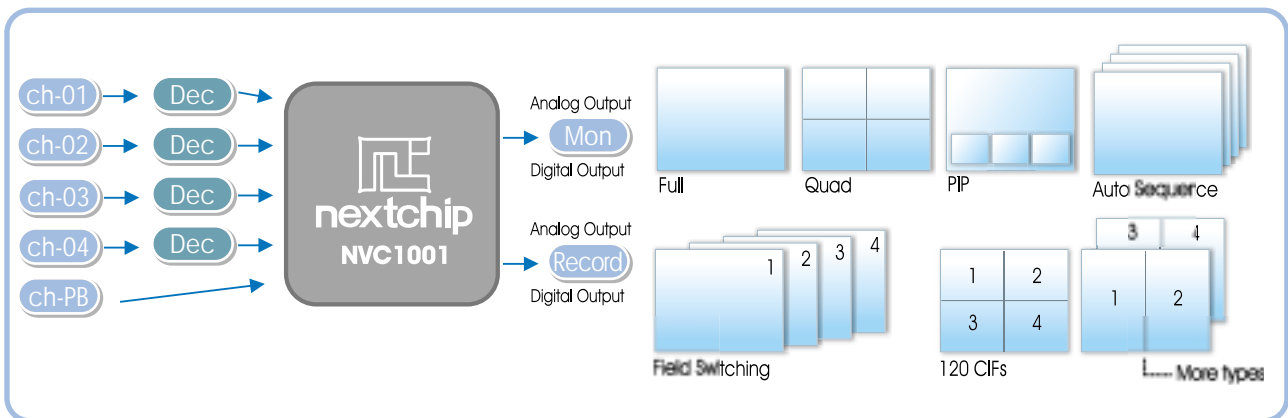 ch-01 Dec
ch-02 Dec
ch-03 Dec
ch-04 Dec
ch-PB
nextchip
NVC1001
Analog Output
Mon
Digital Output
Analog Output
Record
Digital Output
Full
Quad
PIP
Auto Sequence
1 2 3 4
Field Switching
1 2
3 4
120 CIFs
3 4
1 2
More types